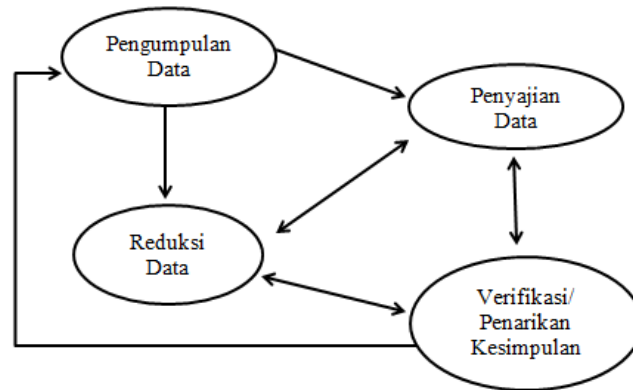 Pengumpulan
Data
Penyajian
Data
Reduksi
Data
Verifikasi/
Penarikan
Kesimpulan